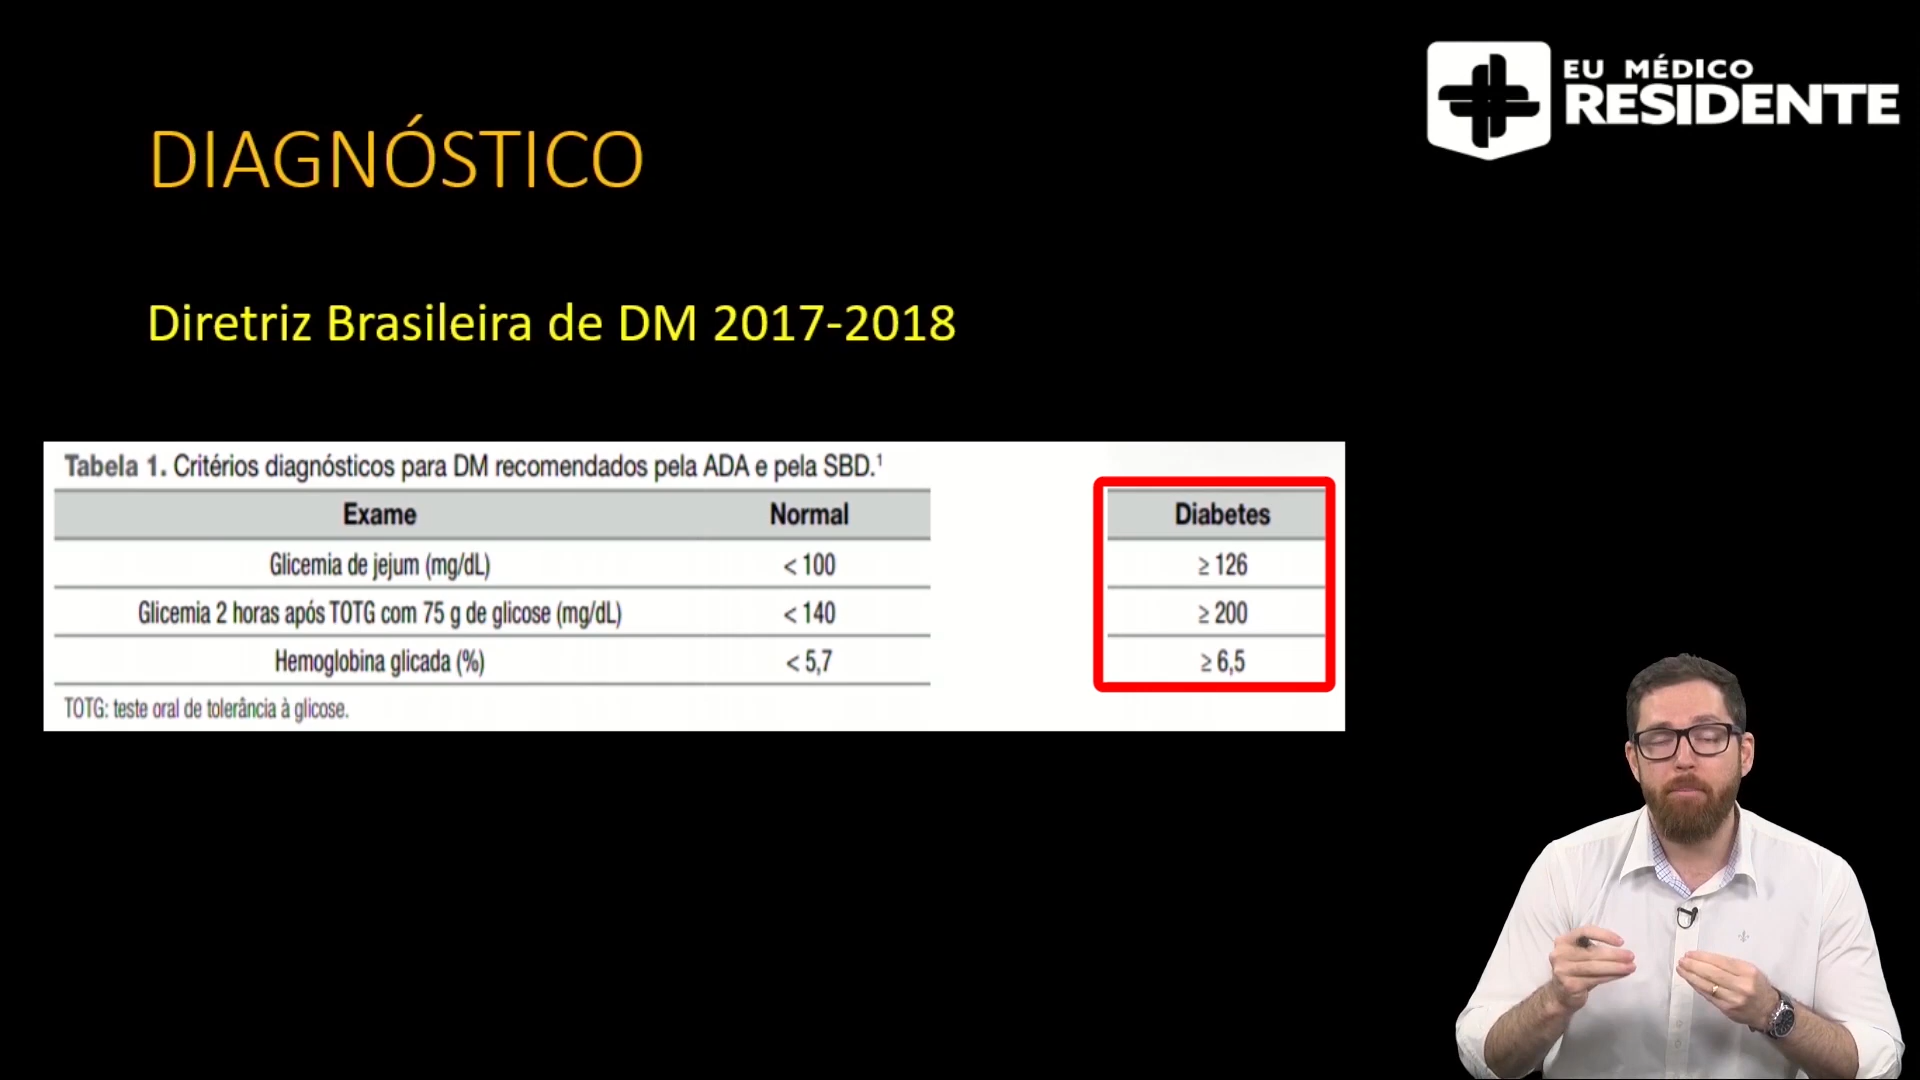 EU MÉDICO
RESIDENTE
DIAGNÓSTICO
Diretriz Brasileira de DM 2017-2018
Tabela 1. Critérios diagnósticos para DM recomendados pela ADA e pela SBD.¹
Exame Normal Diabetes
Glicemia de jejum (mg/dL) < 100 ≥ 126
Glicemia 2 horas após TOTG com 75 g de glicose (mg/dL) < 140 ≥ 200
Hemoglobina glicada (%) < 5,7 ≥ 6,5
TOTG: teste oral de tolerância à glicose.